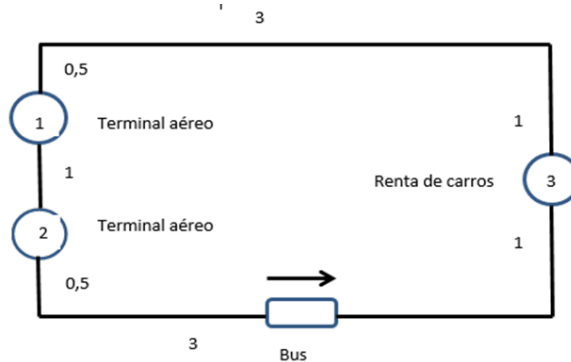 3
0,5
1 Terminal aéreo
1
1
Renta de carros 3
2 Terminal aéreo
1
0,5
3
Bus